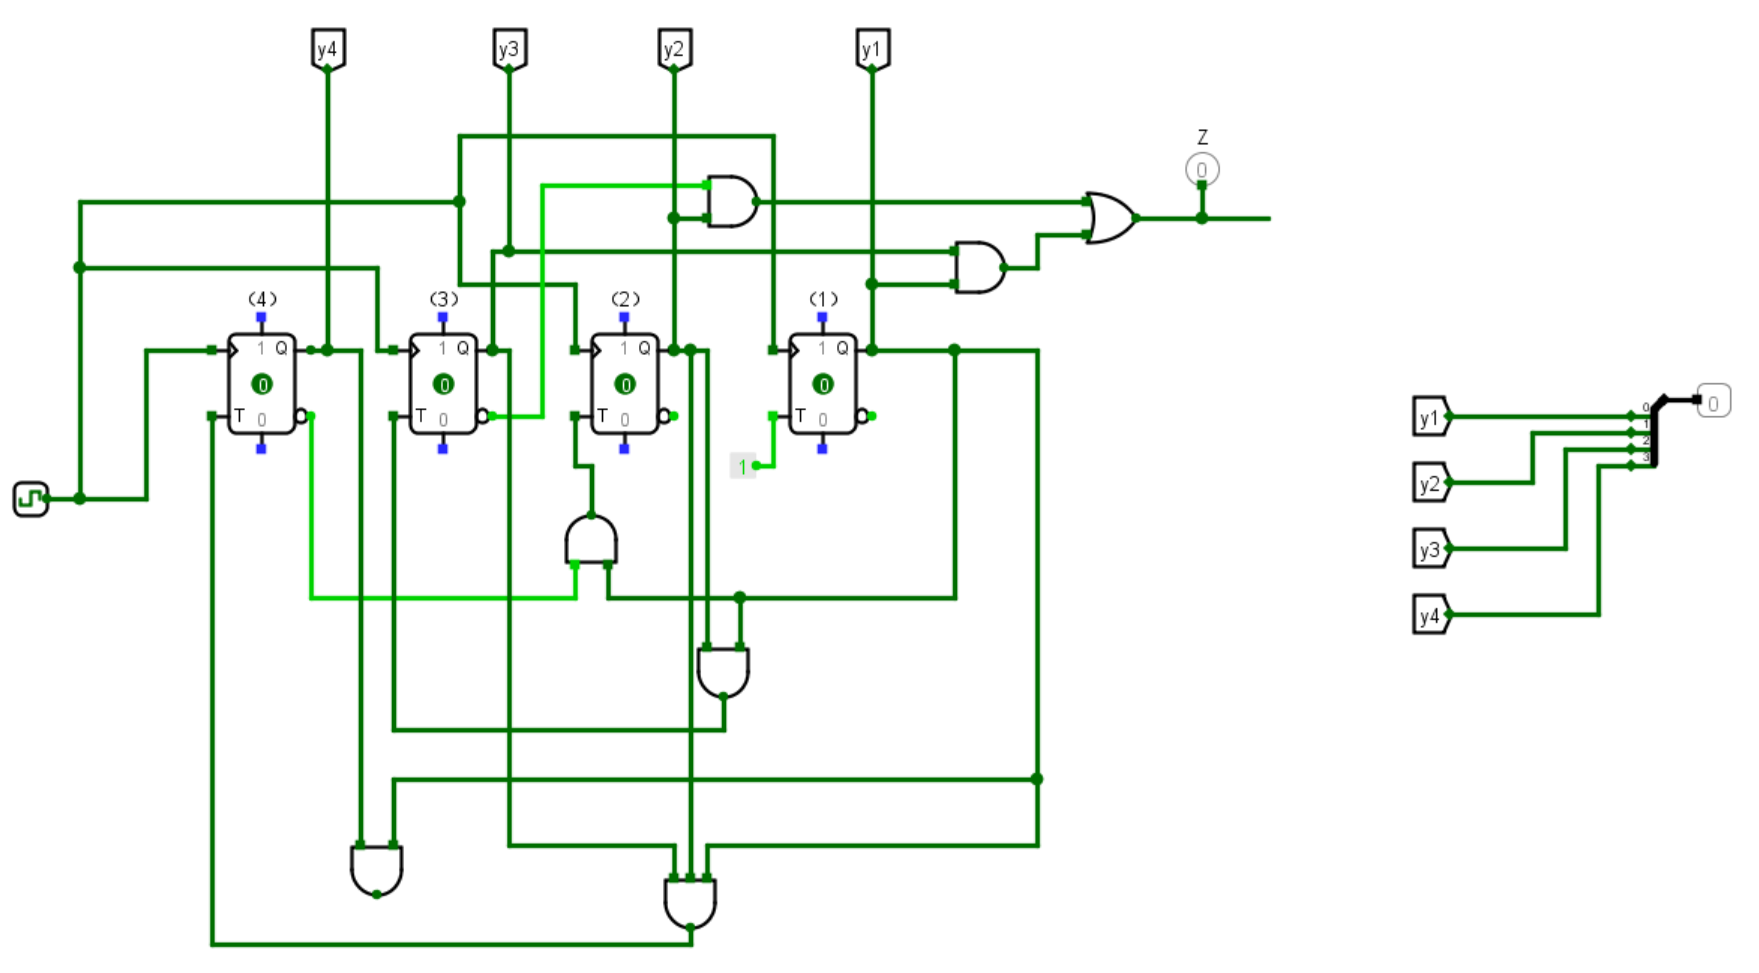 y4 y3 y2 y1
Z
0
(4) (3) (2) (1)
1 Q 1 Q 1 Q 1 Q
0 0 0 0
T 0 T 0 T 0 T 0
1
y1 0 0
1
y2 2
3
y3
y4